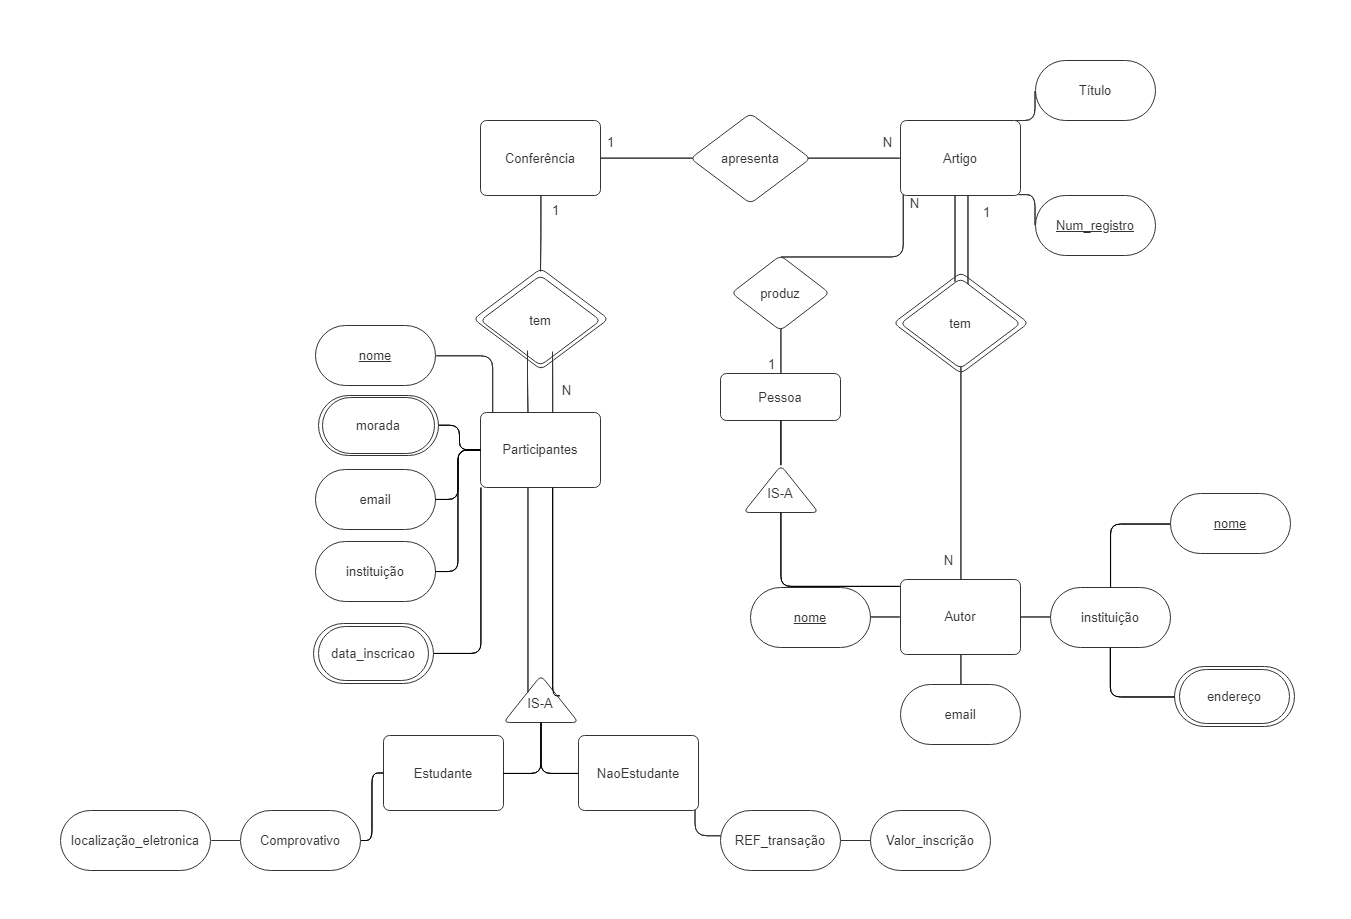 Título
Conferência
1
apresenta
N
Artigo
1
N
1
Num_registro
produz
tem
tem
nome
1
N
Pessoa
morada
Participantes
email
IS-A
nome
N
instituição
nome
Autor
instituição
data_inscricao
IS-A
email
endereço
Estudante
NaoEstudante
localização_eletronica
Comprovativo
REF_transação
Valor_inscrição